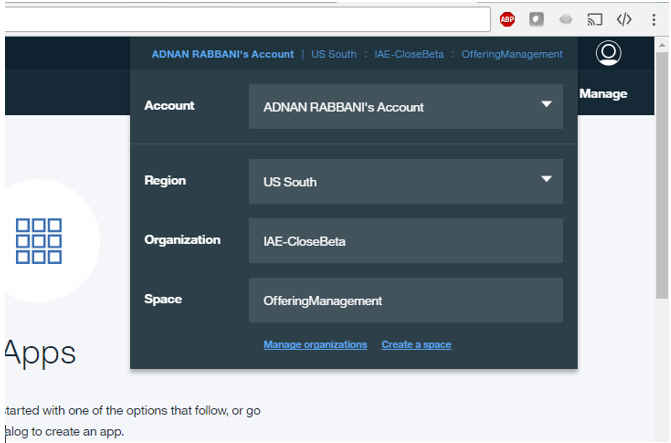 ABP
ADNAN RABBANI's Account | US South : IAE-CloseBeta : OfferingManagement
Manage
Account
ADNAN RABBANI's Account
Region
US South
Organization
IAE-CloseBeta
Space
OfferingManagement
Manage organizations Create a space
Apps
started with one of the options that follow, or go
alog to create an app.